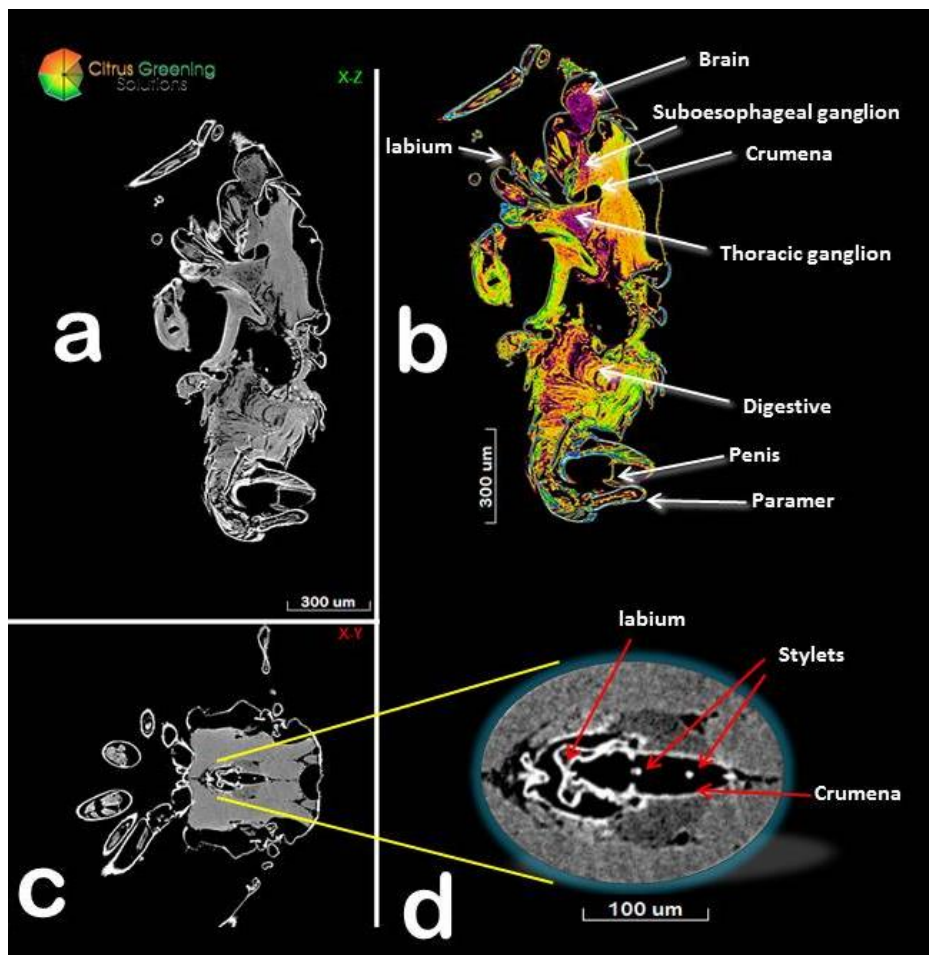 Citrus Greening
Solutions
X-Z
a
300 um
Brain
Suboesophageal ganglion
labium
Crumena
Thoracic ganglion
b
Digestive
Penis
Paramer
300 um
X-Y
c
labium
Stylets
Crumena
d
100 um